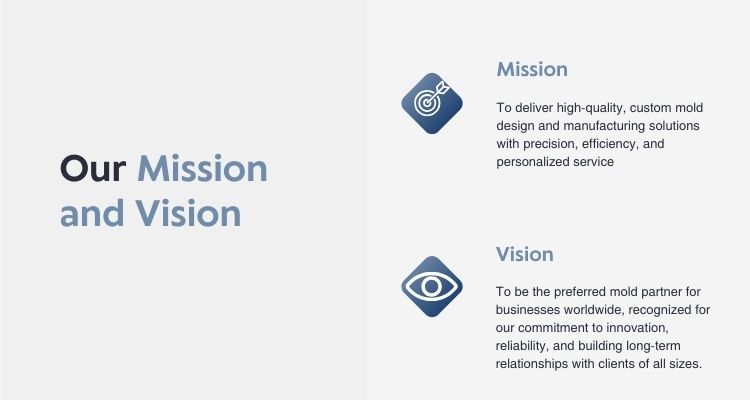 Our Mission
and Vision
Mission
To deliver high-quality, custom mold
design and manufacturing solutions
with precision, efficiency, and
personalized service
Vision
To be the preferred mold partner for
businesses worldwide, recognized for
our commitment to innovation,
reliability, and building long-term
relationships with clients of all sizes.